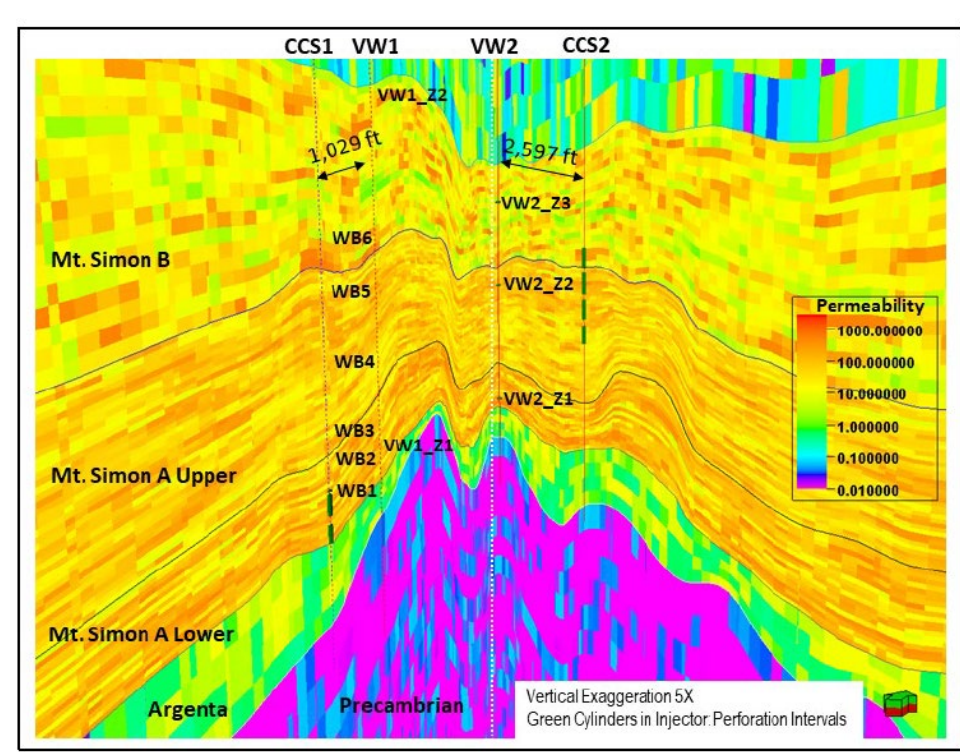 CCS1 VW1 VW2 CCS2
VW1_Z2
1,029 ft
2,597 ft
VW2_Z3
WB6
Mt. Simon B
VW2_Z2
WB5
Permeability
1000.000000
100.000000
WB4
10.000000
VW2_Z1
1.000000
WB3
VW1_Z1
0.100000
WB2
Mt. Simon A Upper
WB1
0.010000
Mt. Simon A Lower
Argenta
Precambrian
Vertical Exaggeration 5X
Green Cylinders in Injector: Perforation Intervals